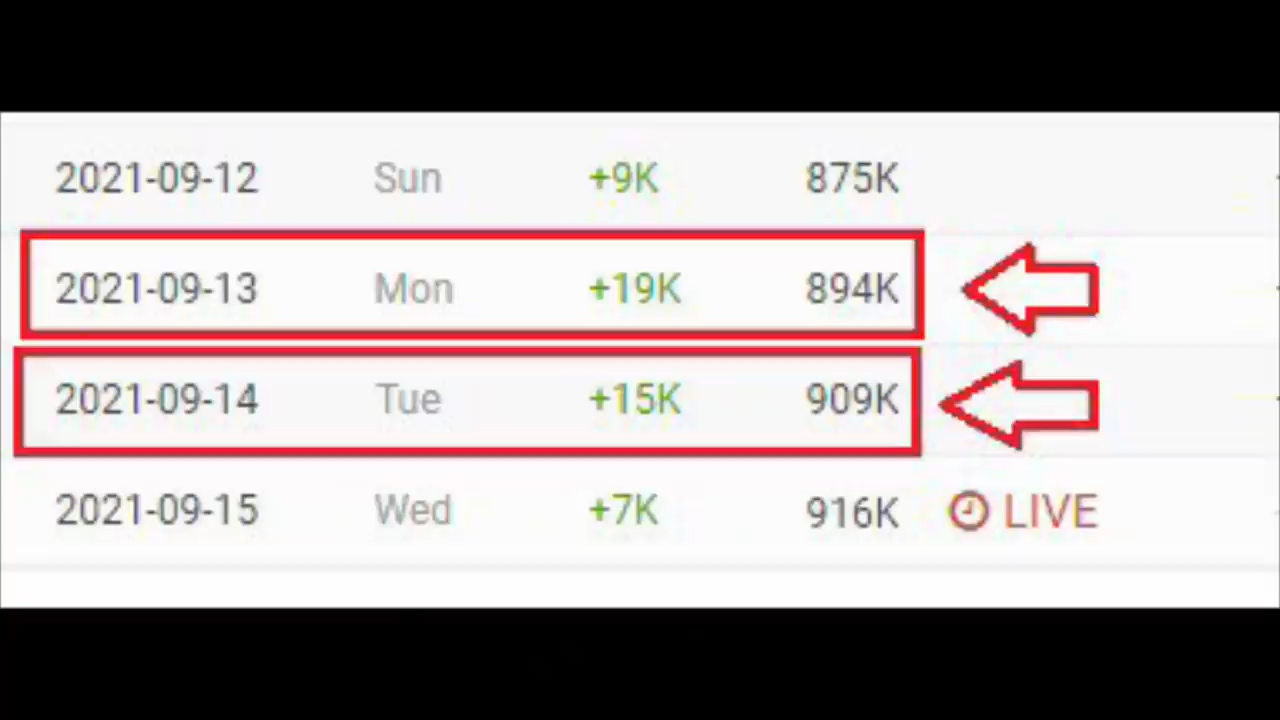 2021-09-12 Sun +9K 875K
2021-09-13 Mon +19K 894K
2021-09-14 Tue +15K 909K
2021-09-15 Wed +7K 916K LIVE